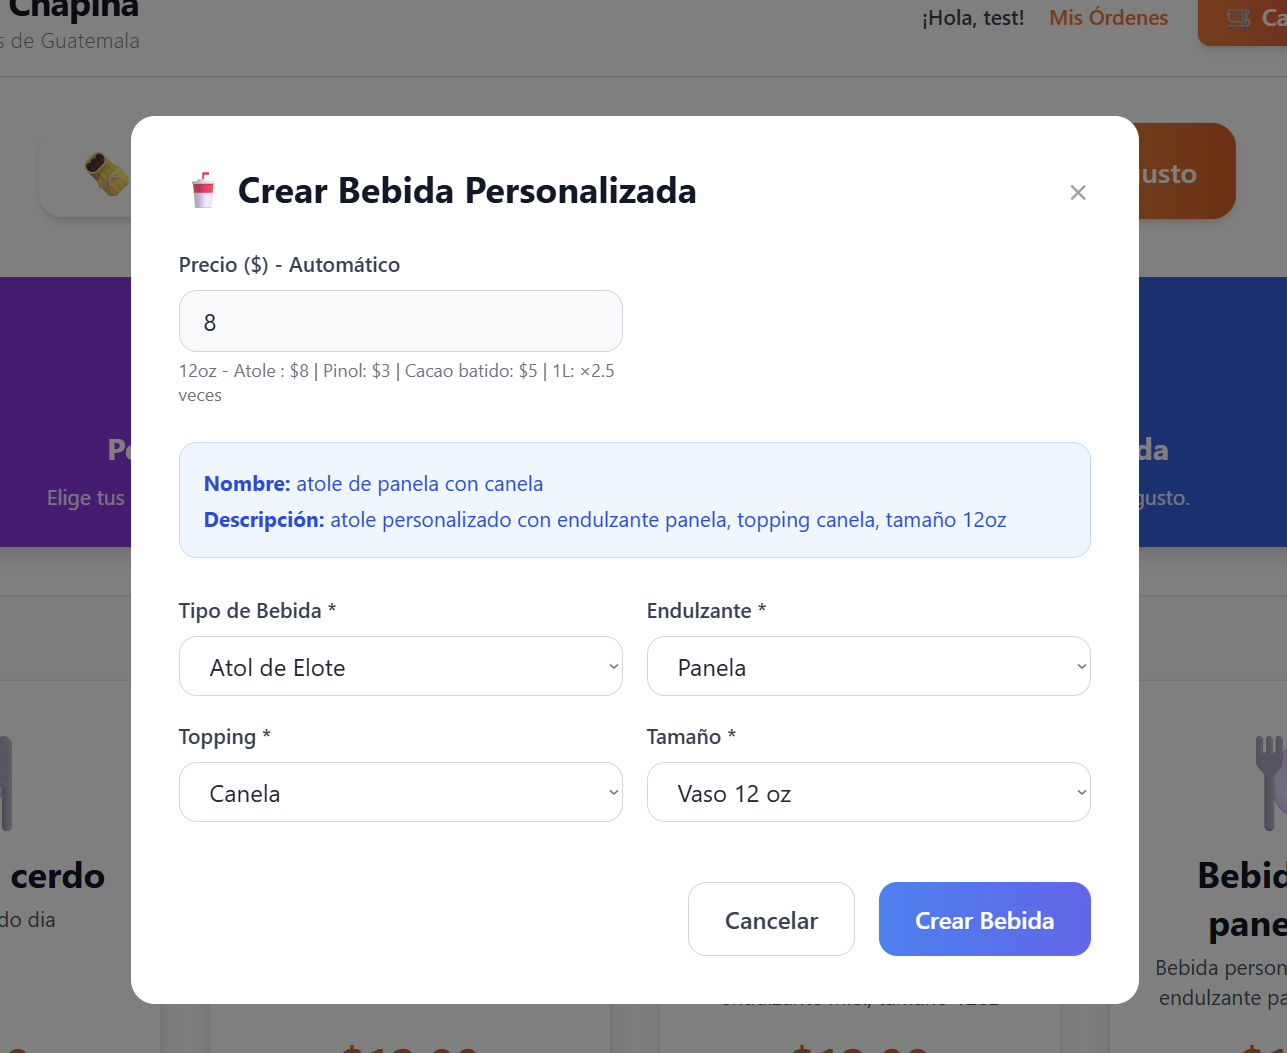 Chapina
s de Guatemala
¡Hola, test!
Mis Órdenes
Ca
usto
Crear Bebida Personalizada
×
Precio ($) - Automático
8
12oz - Atole : $8 | Pinol: $3 | Cacao batido: $5 | 1L: ×2.5
veces
Nombre: atole de panela con canela
Descripción: atole personalizado con endulzante panela, topping canela, tamaño 12oz
Pe
Elige tus
da
gusto.
Tipo de Bebida *
Endulzante *
Atol de Elote
Panela
Topping *
Tamaño *
Canela
Vaso 12 oz
Cancelar
Crear Bebida
cerdo
do dia
Bebid
pane
Bebida person
endulzante pa